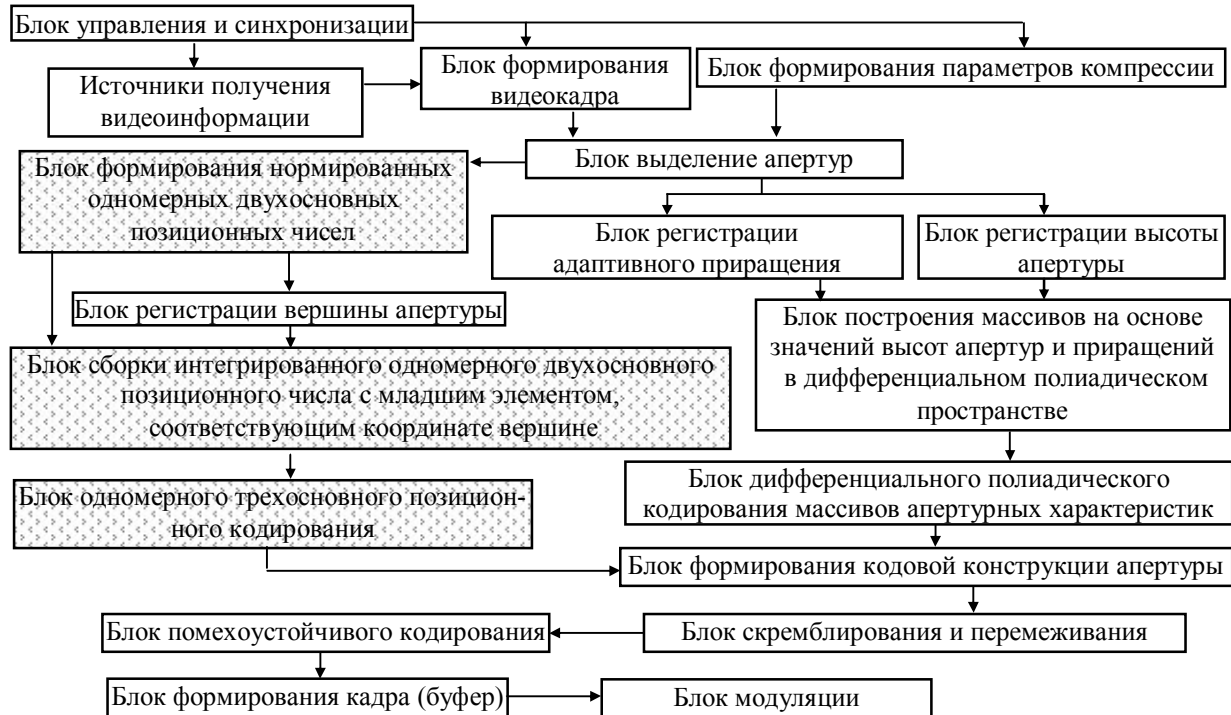 Блок управления и синхронизации
Источники получения
видеоинформации
Блок формирования
видеокадра
Блок формирования параметров компрессии
Блок выделение апертур
Блок формирования нормированных
одномерных двухосновных
позиционных чисел
Блок регистрации
адаптивного приращения
Блок регистрации высоты
апертуры
Блок регистрации вершины апертуры
Блок построения массивов на основе
значений высот апертур и приращений
в дифференциальном полиадическом
пространстве
Блок сборки интегрированного одномерного двухосновного
позиционного числа с младшим элементом,
соответствующим координате вершине
Блок дифференциального полиадического
кодирования массивов апертурных характеристик
Блок одномерного трехосновного позицион-
ного кодирования
Блок формирования кодовой конструкции апертуры
Блок помехоустойчивого кодирования
Блок скремблирования и перемеживания
Блок формирования кадра (буфер)
Блок модуляции